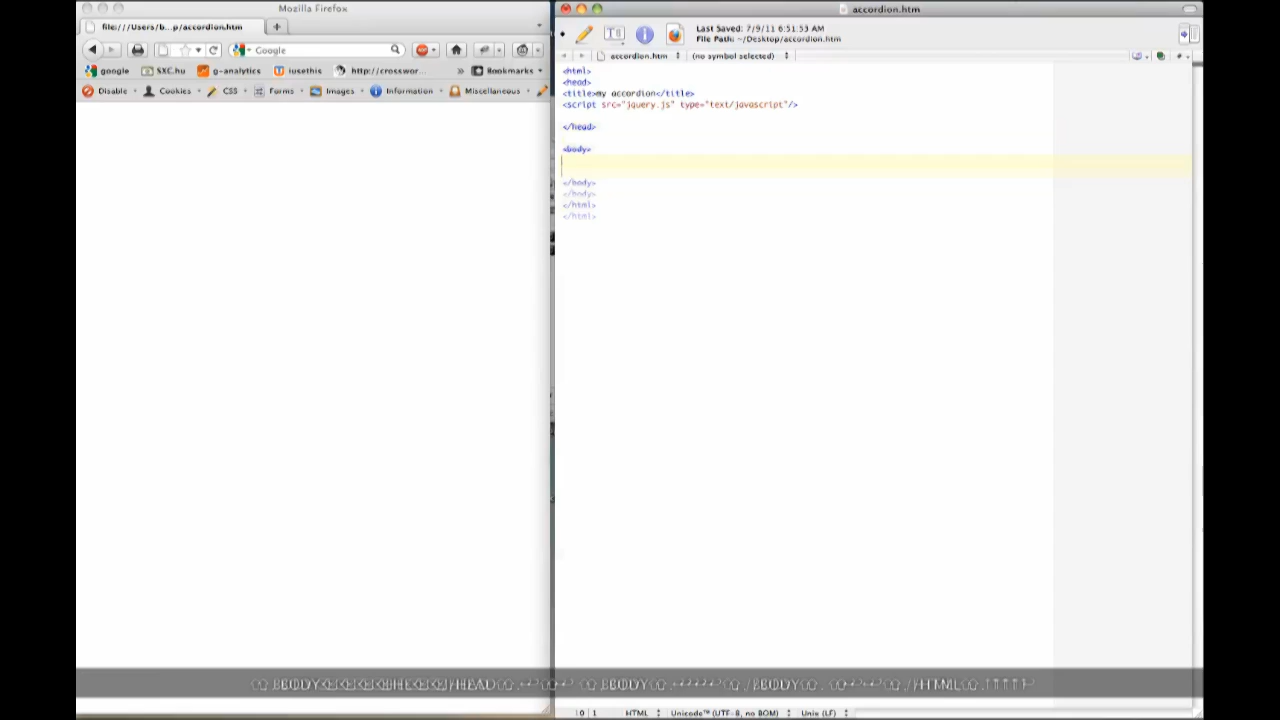 Mozilla Firefox
file:///Users/b...p/accordion.htm
Google
google SXC.hu g-analytics iusethis http://crosswor... » Bookmarks
Disable Cookies CSS Forms Images Information Miscellaneous
accordion.htm
Last Saved: 7/9/11 6:51:53 AM
File Path: ~/Desktop/accordion.htm
accordion.htm (no symbol selected)
<html>
<head>
<title>my accordion</title>
<script src="jquery.js" type="text/javascript"/>
</head>
<body>
</body>
</body>
</html>
</html>
HTML Unicode™ (UTF-8, no BOM) Unix (LF)